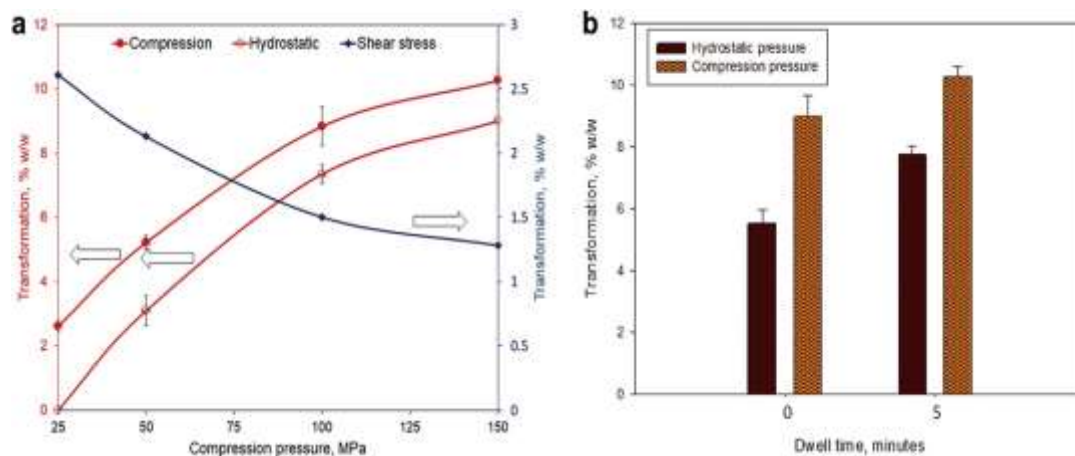 a
12
10
8
6
4
2
0
Transformation, % w/w
Compression
Hydrostatic
Shear stress
3
2.5
2
1.5
1
0.5
0
Transformation, % w/w
25
50
75
100
125
150
Compression pressure, MPa
b
12
10
8
6
4
2
0
Transformation, % w/w
Hydrostatic pressure
Compression pressure
0
5
Dwell time, minutes